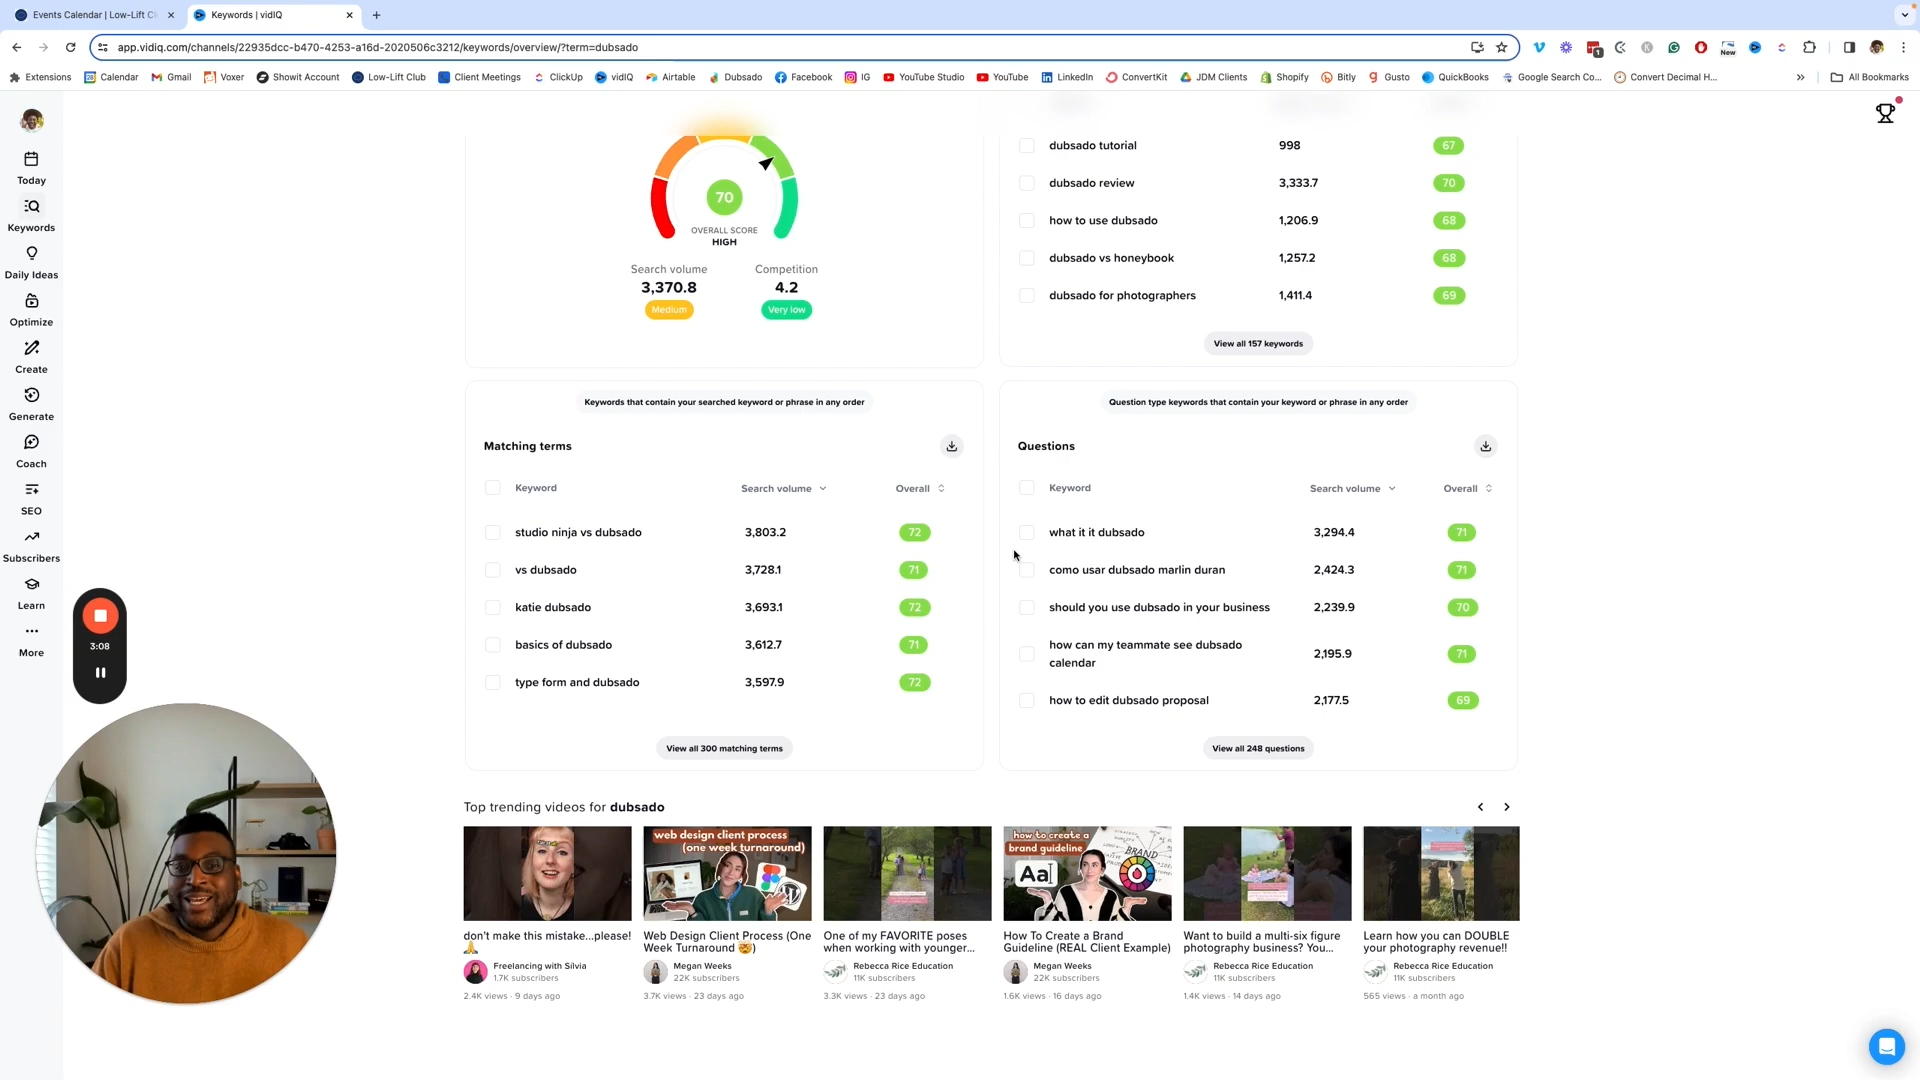 Events Calendar | Low-Lift Cl
Keywords | vidIQ
app.vidiq.com/channels/22935dcc-b470-4253-a16d-2020506c3212/keywords/overview/?term=dubsado
1
New
Extensions
Calendar
Gmail
Voxer
Showit Account
Low-Lift Club
Client Meetings
ClickUp
vidIQ
Airtable
Dubsado
Facebook
IG
YouTube Studio
YouTube
LinkedIn
ConvertKit
JDM Clients
Shopify
Bitly
Gusto
QuickBooks
Google Search Co...
Convert Decimal H...
All Bookmarks
Today
Keywords
Daily Ideas
Optimize
Create
Generate
Coach
SEO
Subscribers
Learn
More
3:08
70
OVERALL SCORE
HIGH
Search volume Competition
3,370.8 4.2
Medium Very low
dubsado tutorial 998 67
dubsado review 3,333.7 70
how to use dubsado 1,206.9 68
dubsado vs honeybook 1,257.2 68
dubsado for photographers 1,411.4 69
View all 157 keywords
Keywords that contain your searched keyword or phrase in any order
Matching terms
Keyword Search volume Overall
studio ninja vs dubsado 3,803.2 72
vs dubsado 3,728.1 71
katie dubsado 3,693.1 72
basics of dubsado 3,612.7 71
type form and dubsado 3,597.9 72
View all 300 matching terms
Question type keywords that contain your keyword or phrase in any order
Questions
Keyword Search volume Overall
what it it dubsado 3,294.4 71
como usar dubsado marlin duran 2,424.3 71
should you use dubsado in your business 2,239.9 70
how can my teammate see dubsado
calendar 2,195.9 71
how to edit dubsado proposal 2,177.5 69
View all 248 questions
Top trending videos for dubsado
web design client process
(one week turnaround)
how to create a
brand guideline
BRAND
Aa
don't make this mistake...please!
🙏
Freelancing with Sílvia
1.7K subscribers
2.4K views · 9 days ago
Web Design Client Process (One
Week Turnaround 🤯)
Megan Weeks
22K subscribers
3.7K views · 23 days ago
One of my FAVORITE poses
when working with younger...
Rebecca Rice Education
11K subscribers
3.3K views · 23 days ago
How To Create a Brand
Guideline (REAL Client Example)
Megan Weeks
22K subscribers
1.6K views · 16 days ago
Want to build a multi-six figure
photography business? You...
Rebecca Rice Education
11K subscribers
1.4K views · 14 days ago
Learn how you can DOUBLE
your photography revenue!!
Rebecca Rice Education
11K subscribers
565 views · a month ago